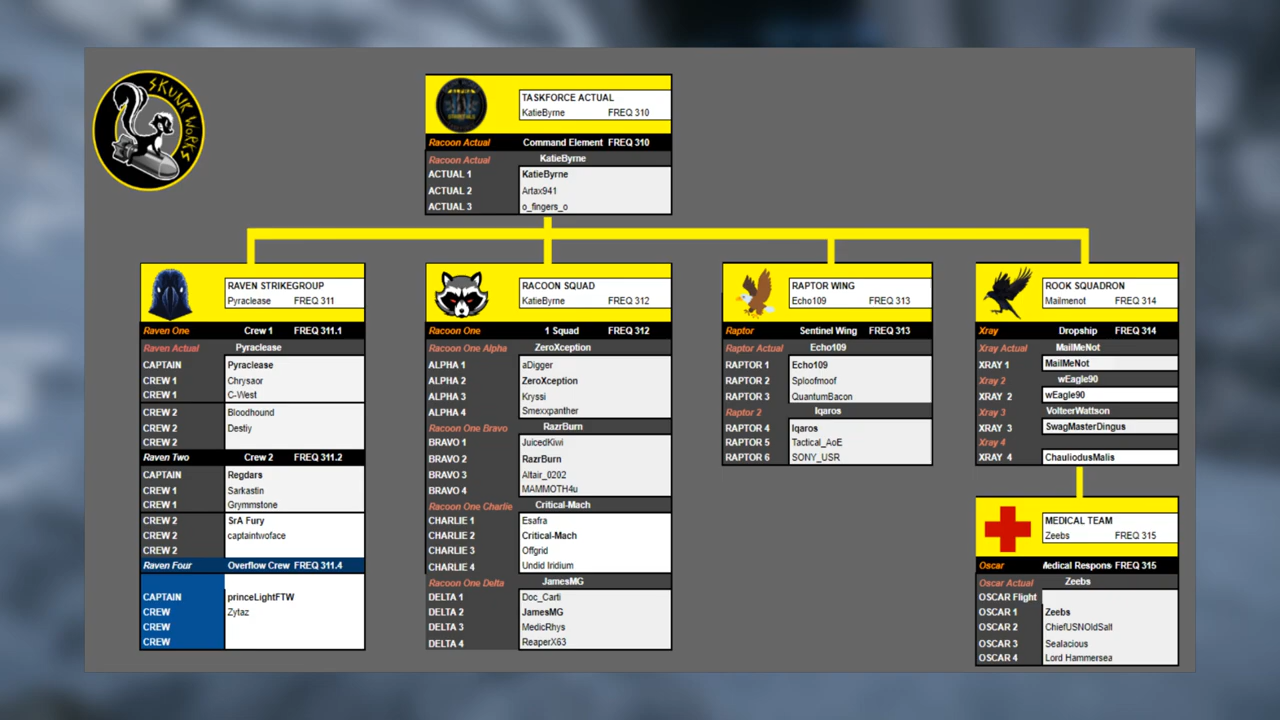 SKUNK WORKS
TASKFORCE ACTUAL
KatieByrne FREQ 310
Racoon Actual Command Element FREQ 310
Racoon Actual KatieByrne
ACTUAL 1 KatieByrne
ACTUAL 2 Artax941
ACTUAL 3 o_fingers_o
RAVEN STRIKEGROUP
Pyraclease FREQ 311
Raven One Crew 1 FREQ 311.1
Raven Actual Pyraclease
CAPTAIN Pyraclease
CREW 1 Chrysaor
CREW 1 C-West
CREW 2 Bloodhound
CREW 2 Destiy
CREW 2
Raven Two Crew 2 FREQ 311.2
CAPTAIN Regdars
CREW 1 Sarkastin
CREW 1 Grymmstone
CREW 2 SrA Fury
CREW 2 captaintwoface
CREW 2
Raven Four Overflow Crew FREQ 311.4
CAPTAIN princeLightFTW
CREW Zytaz
CREW
CREW
RACOON SQUAD
KatieByrne FREQ 312
Racoon One 1 Squad FREQ 312
Racoon One Alpha ZeroXception
ALPHA 1 aDigger
ALPHA 2 ZeroXception
ALPHA 3 Kryssi
ALPHA 4 Smexxpanther
Racoon One Bravo RazrBurn
BRAVO 1 JuicedKiwi
BRAVO 2 RazrBurn
BRAVO 3 Altair_0202
BRAVO 4 MAMMOTH4u
Racoon One Charlie Critical-Mach
CHARLIE 1 Esafra
CHARLIE 2 Critical-Mach
CHARLIE 3 Offgrid
CHARLIE 4 Undid Iridium
Racoon One Delta JamesMG
DELTA 1 Doc_Carti
DELTA 2 JamesMG
DELTA 3 MedicRhys
DELTA 4 ReaperX63
RAPTOR WING
Echo109 FREQ 313
Raptor Sentinel Wing FREQ 313
Raptor Actual Echo109
RAPTOR 1 Echo109
RAPTOR 2 Sploofmoof
RAPTOR 3 QuantumBacon
Raptor 2 Iqaros
RAPTOR 4 Iqaros
RAPTOR 5 Tactical_AoE
RAPTOR 6 SONY_USR
ROOK SQUADRON
Mailmenot FREQ 314
Xray Dropship FREQ 314
Xray Actual MailMeNot
XRAY 1 MailMeNot
Xray 2 wEagle90
XRAY 2 wEagle90
Xray 3 VolteerWattson
XRAY 3 SwagMasterDingus
Xray 4
XRAY 4 ChauliodusMalis
MEDICAL TEAM
Zeebs FREQ 315
Oscar Medical Respons FREQ 315
Oscar Actual Zeebs
OSCAR Flight
OSCAR 1 Zeebs
OSCAR 2 ChiefUSNOldSalt
OSCAR 3 Sealacious
OSCAR 4 Lord Hammersea